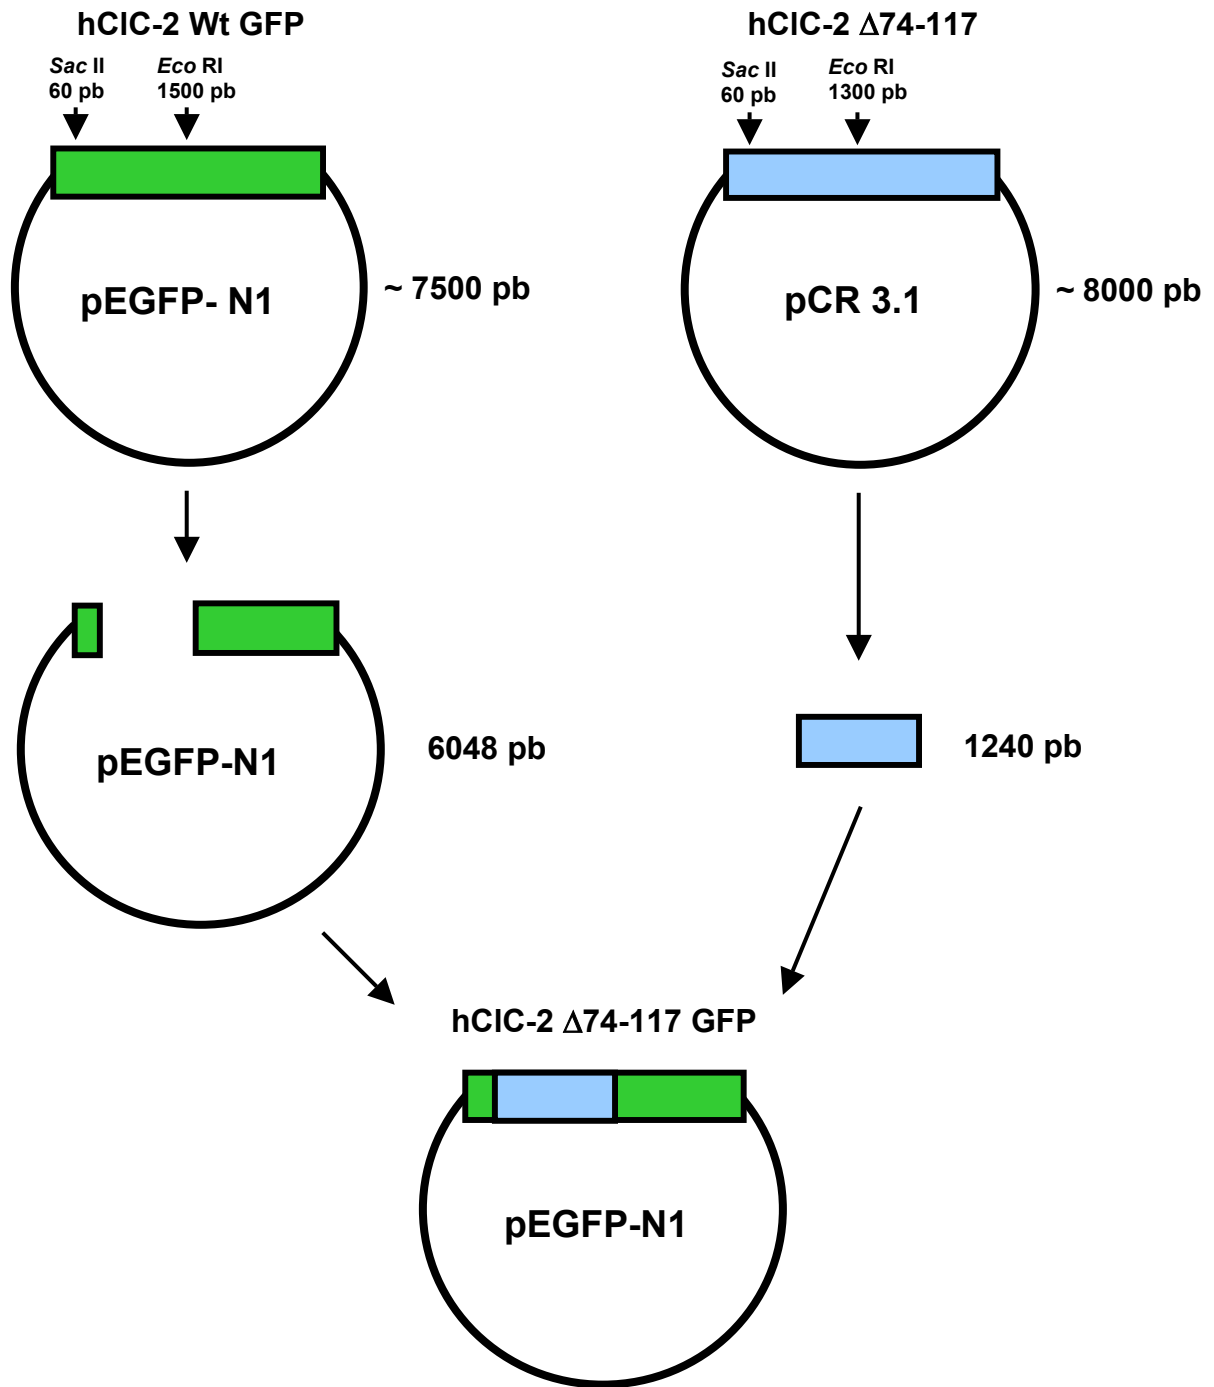 hClC-2 Wt GFP
Sac II
60 pb
Eco RI
1500 pb
pEGFP- N1
~ 7500 pb
hClC-2 Δ74-117
Sac II
60 pb
Eco RI
1300 pb
pCR 3.1
~ 8000 pb
pEGFP-N1
6048 pb
1240 pb
hClC-2 Δ74-117 GFP
pEGFP-N1